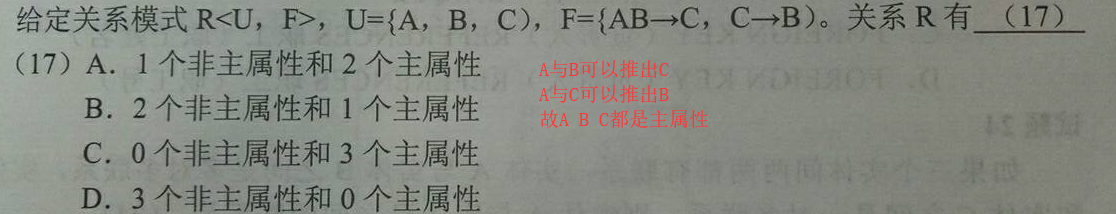 给定关系模式 R<U，F>，U={A，B，C)，F={AB→C，C→B)。关系 R 有 （17）
（17）A．1 个非主属性和 2 个主属性
B．2 个非主属性和 1 个主属性
C．0 个非主属性和 3 个主属性
D．3 个非主属性和 0 个主属性
A与B可以推出C
A与C可以推出B
故A B C都是主属性